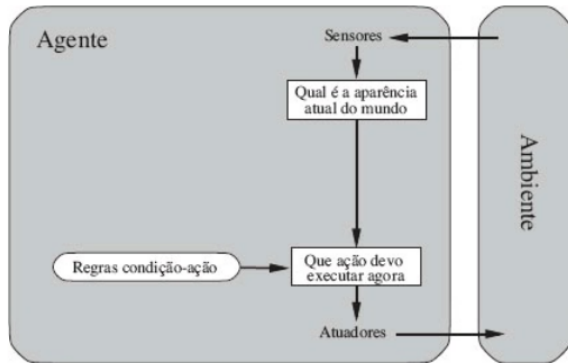 Agente
Sensores
Qual é a aparência
atual do mundo
Ambiente
Regras condição-ação
Que ação devo
executar agora
Atuadores